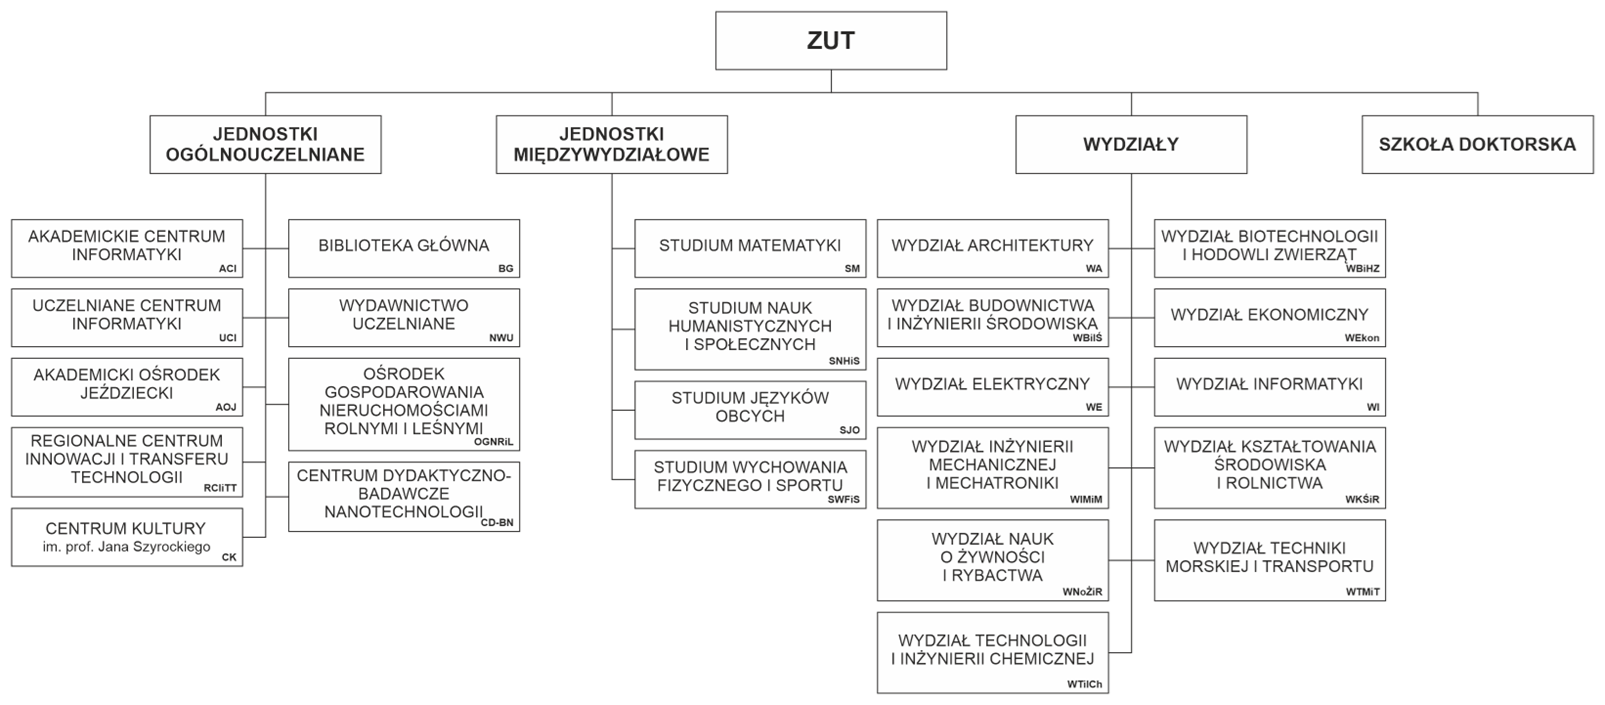 ZUT
JEDNOSTKI
OGÓLNOUCZELNIANE
AKADEMICKIE CENTRUM
INFORMATYKI
ACI
BIBLIOTEKA GŁÓWNA
BG
UCZELNIANE CENTRUM
INFORMATYKI
UCI
WYDAWNICTWO
UCZELNIANE
NWU
AKADEMICKI OŚRODEK
JEŹDZIECKI
AOJ
OŚRODEK
GOSPODAROWANIA
NIERUCHOMOŚCIAMI
ROLNYMI I LEŚNYMI
OGNRiL
REGIONALNE CENTRUM
INNOWACJI I TRANSFERU
TECHNOLOGII
RCIiTT
CENTRUM DYDAKTYCZNO-
BADAWCZE
NANOTECHNOLOGII
CD-BN
CENTRUM KULTURY
im. prof. Jana Szyrockiego
CK
JEDNOSTKI
MIĘDZYWYDZIAŁOWE
STUDIUM MATEMATYKI
SM
STUDIUM NAUK
HUMANISTYCZNYCH
I SPOŁECZNYCH
SNHiS
STUDIUM JĘZYKÓW
OBCYCH
SJO
STUDIUM WYCHOWANIA
FIZYCZNEGO I SPORTU
SWFiS
WYDZIAŁY
WYDZIAŁ ARCHITEKTURY
WA
WYDZIAŁ BIOTECHNOLOGII
I HODOWLI ZWIERZĄT
WBiHZ
WYDZIAŁ BUDOWNICTWA
I INŻYNIERII ŚRODOWISKA
WBiIŚ
WYDZIAŁ EKONOMICZNY
WEkon
WYDZIAŁ ELEKTRYCZNY
WE
WYDZIAŁ INFORMATYKI
WI
WYDZIAŁ INŻYNIERII
MECHANICZNEJ
I MECHATRONIKI
WIMiM
WYDZIAŁ KSZTAŁTOWANIA
ŚRODOWISKA
I ROLNICTWA
WKŚiR
WYDZIAŁ NAUK
O ŻYWNOŚCI
I RYBACTWA
WNoŻiR
WYDZIAŁ TECHNIKI
MORSKIEJ I TRANSPORTU
WTMiT
WYDZIAŁ TECHNOLOGII
I INŻYNIERII CHEMICZNEJ
WTiICh
SZKOŁA DOKTORSKA